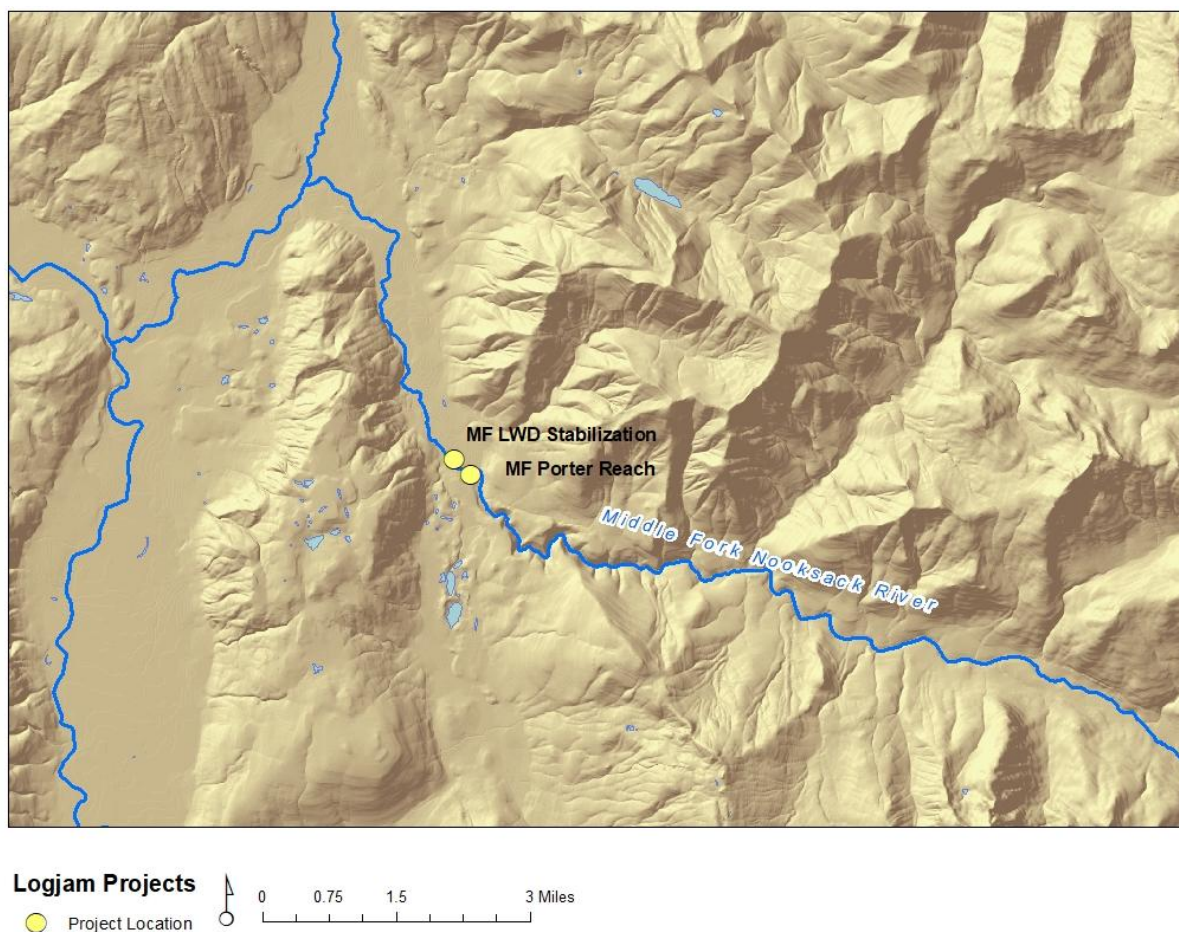 MF LWD Stabilization
MF Porter Reach
Middle Fork Nooksack River
Logjam Projects
Project Location
0 0.75 1.5 3 Miles